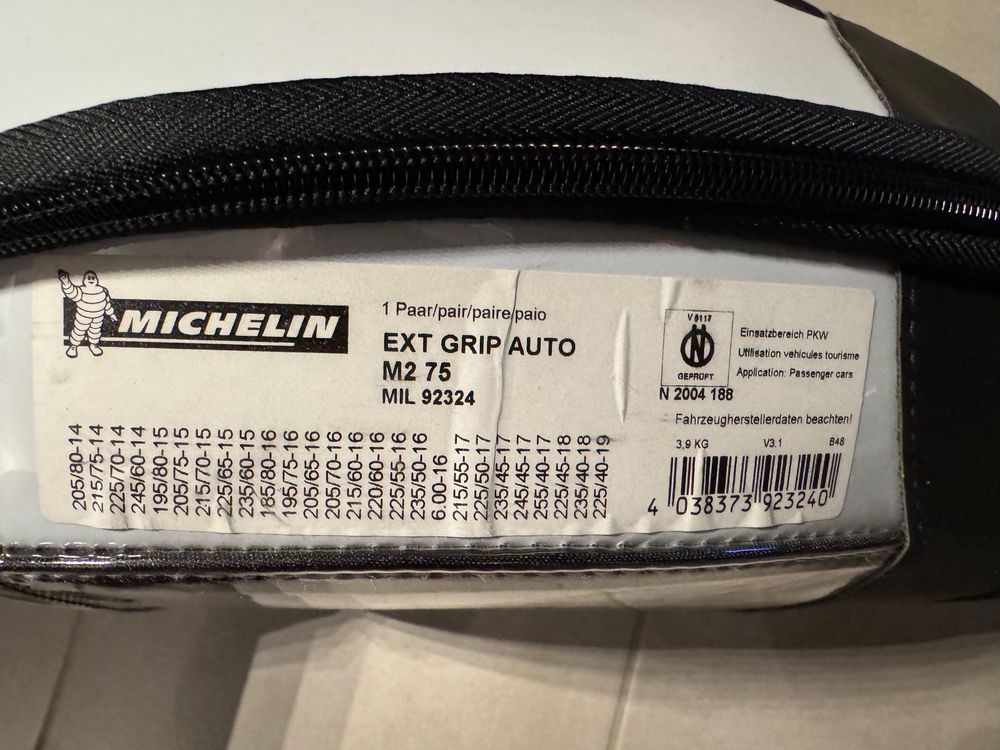 MICHELIN
1 Paar/pair/paire/paio
EXT GRIP AUTO
M2 75
MIL 92324
V 5117
N
GEPRÜFT
N 2004 188
Einsatzbereich PKW
Utilisation vehicules tourisme
Application: Passenger cars
Fahrzeugherstellerdaten beachten!
3,9 KG V3.1 B48
4 038373 923240
205/80-14
215/75-14
225/70-14
245/60-14
195/80-15
205/75-15
215/70-15
225/65-15
235/60-15
185/80-16
195/75-16
205/65-16
205/70-16
215/60-16
220/60-16
225/55-16
235/50-16
6.00-16
215/55-17
225/50-17
235/45-17
245/45-17
255/40-17
225/45-18
235/40-18
225/40-19